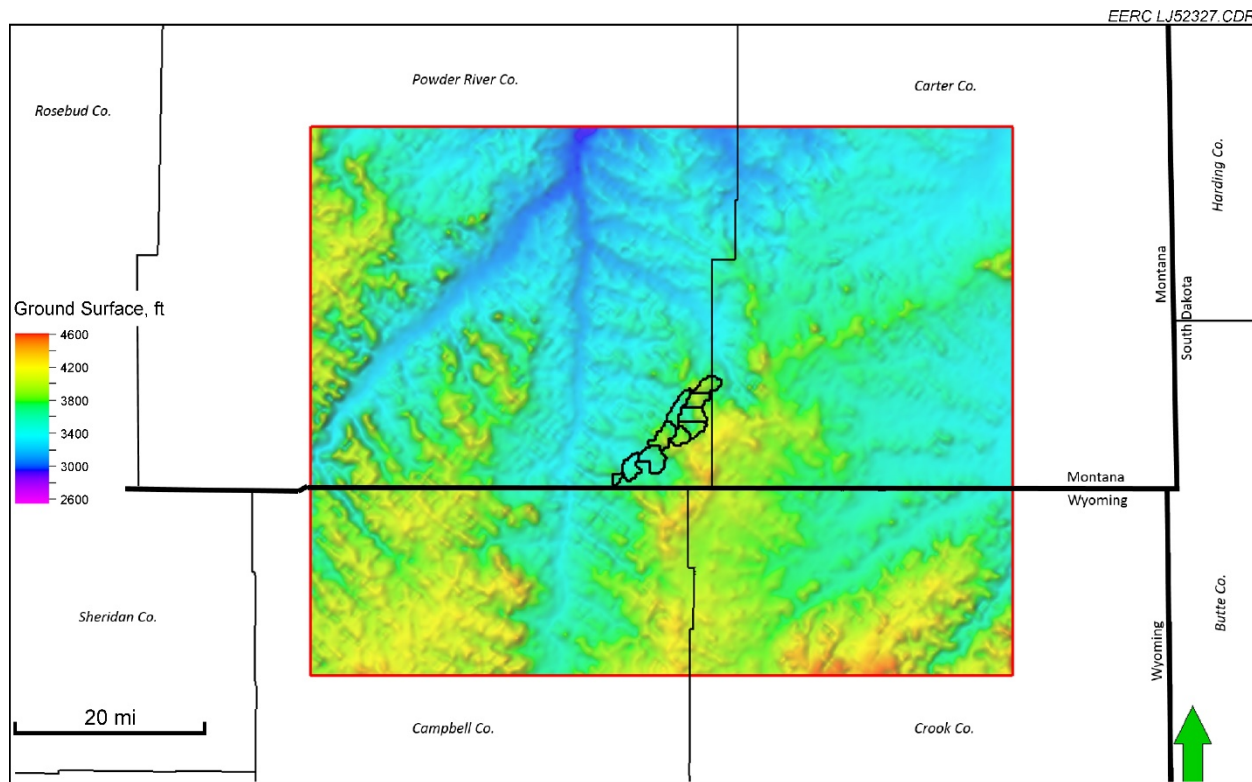 EERC LJ52327.CDR
Powder River Co.
Carter Co.
Rosebud Co.
Harding Co.
Montana
South Dakota
Ground Surface, ft
4600
4200
3800
3400
3000
2600
Montana
Wyoming
Sheridan Co.
Butte Co.
Wyoming
20 mi
Campbell Co.
Crook Co.